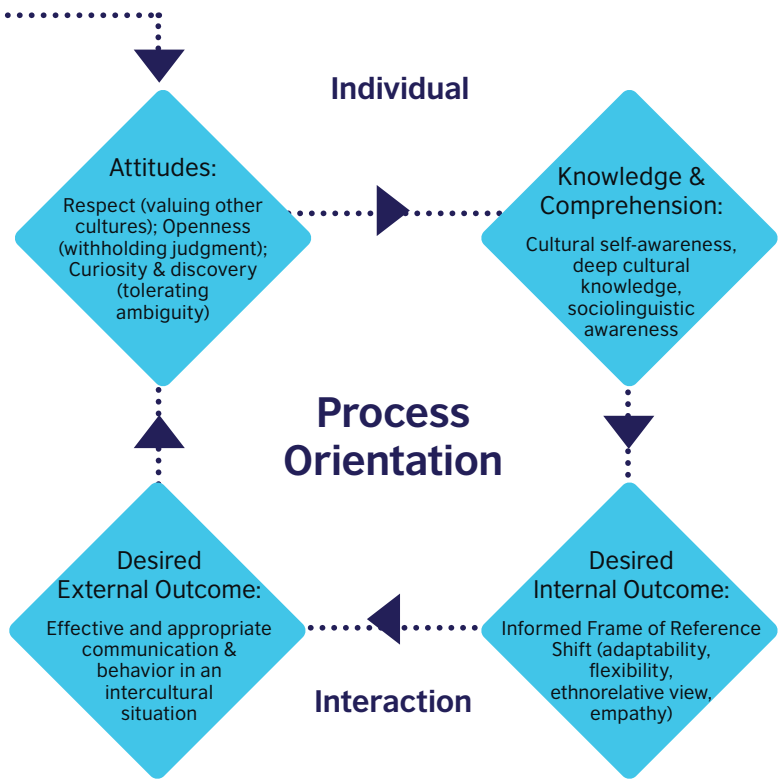 Individual
Attitudes:
Respect (valuing other
cultures); Openness
(withholding judgment);
Curiosity & discovery
(tolerating
ambiguity)
Knowledge &
Comprehension:
Cultural self-awareness,
deep cultural
knowledge,
sociolinguistic
awareness
Process
Orientation
Desired
External Outcome:
Effective and appropriate
communication &
behavior in an
intercultural
situation
Desired
Internal Outcome:
Informed Frame of Reference
Shift (adaptability,
flexibility,
ethnorelative view,
empathy)
Interaction